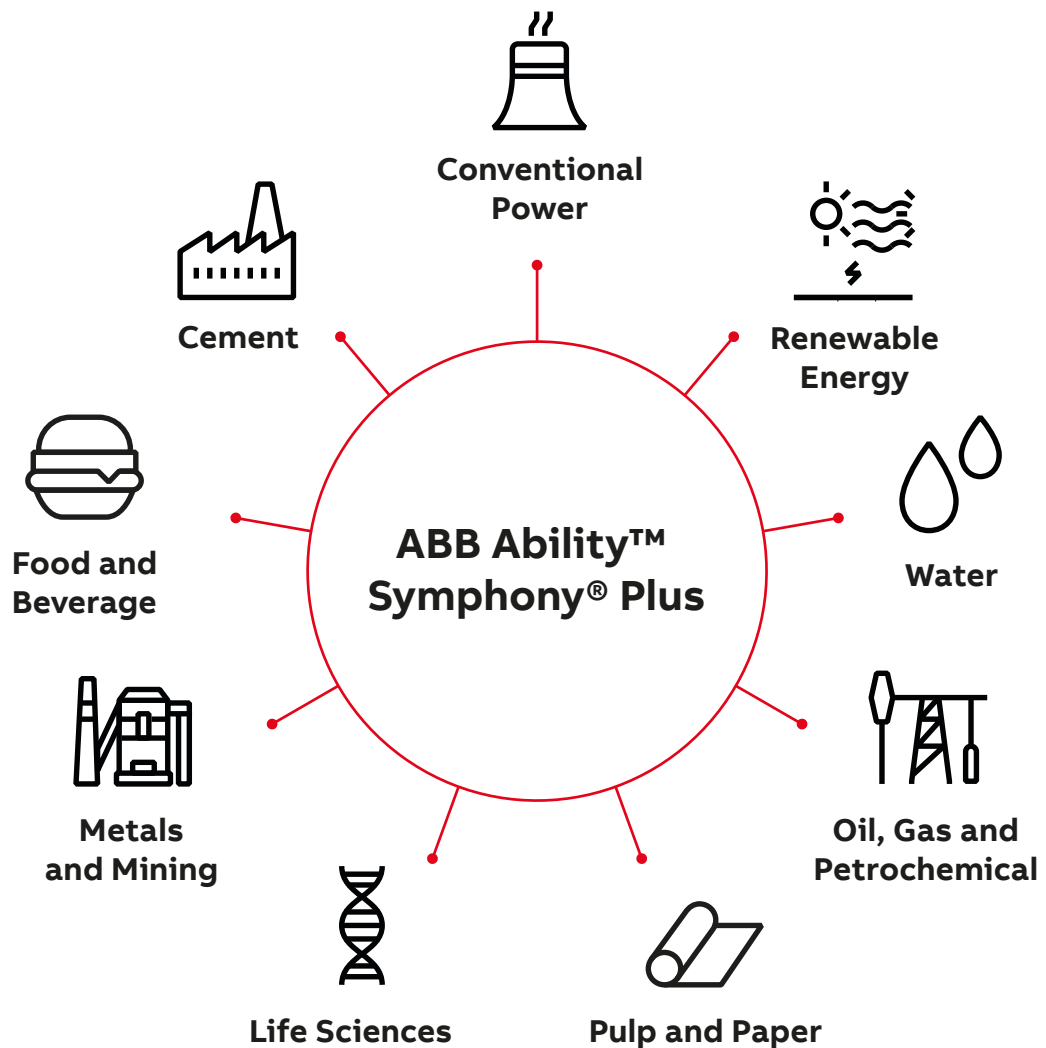 Conventional
Power
Renewable
Energy
Water
Oil, Gas and
Petrochemical
Pulp and Paper
Life Sciences
Metals
and Mining
Food and
Beverage
Cement
ABB Ability™
Symphony® Plus